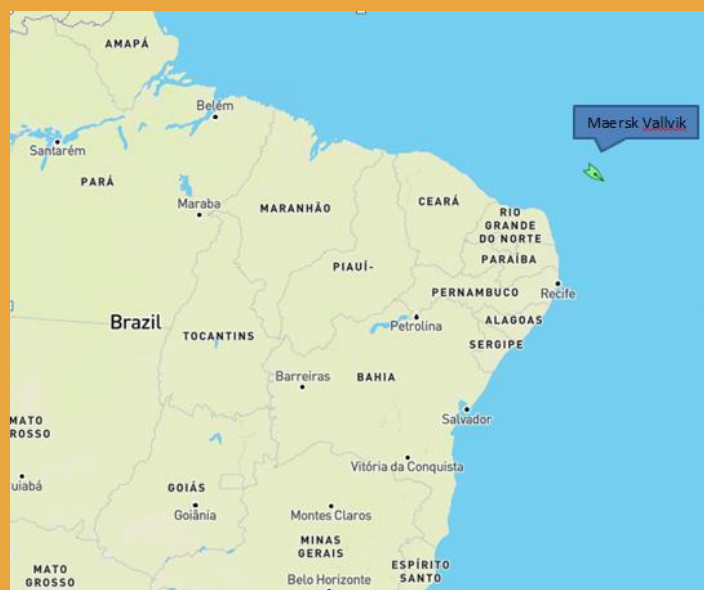 AMAPÁ
Belém
Maersk Vallvik
Santarém
PARÁ
Maraba
MARANHÃO
CEARÁ
RIO
GRANDE
DO NORTE
PARAÍBA
PIAUÍ-
PERNAMBUCO
Recife
Brazil
TOCANTINS
Petrolina
ALAGOAS
SERGIPE
Barreiras
BAHIA
Salvador
MATO
ROSSO
Vitória da Conquista
uiabá
GOIÁS
Goiânia
Montes Claros
MINAS
GERAIS
MATO
GROSSO
Belo Horizonte
ESPÍRITO
SANTO